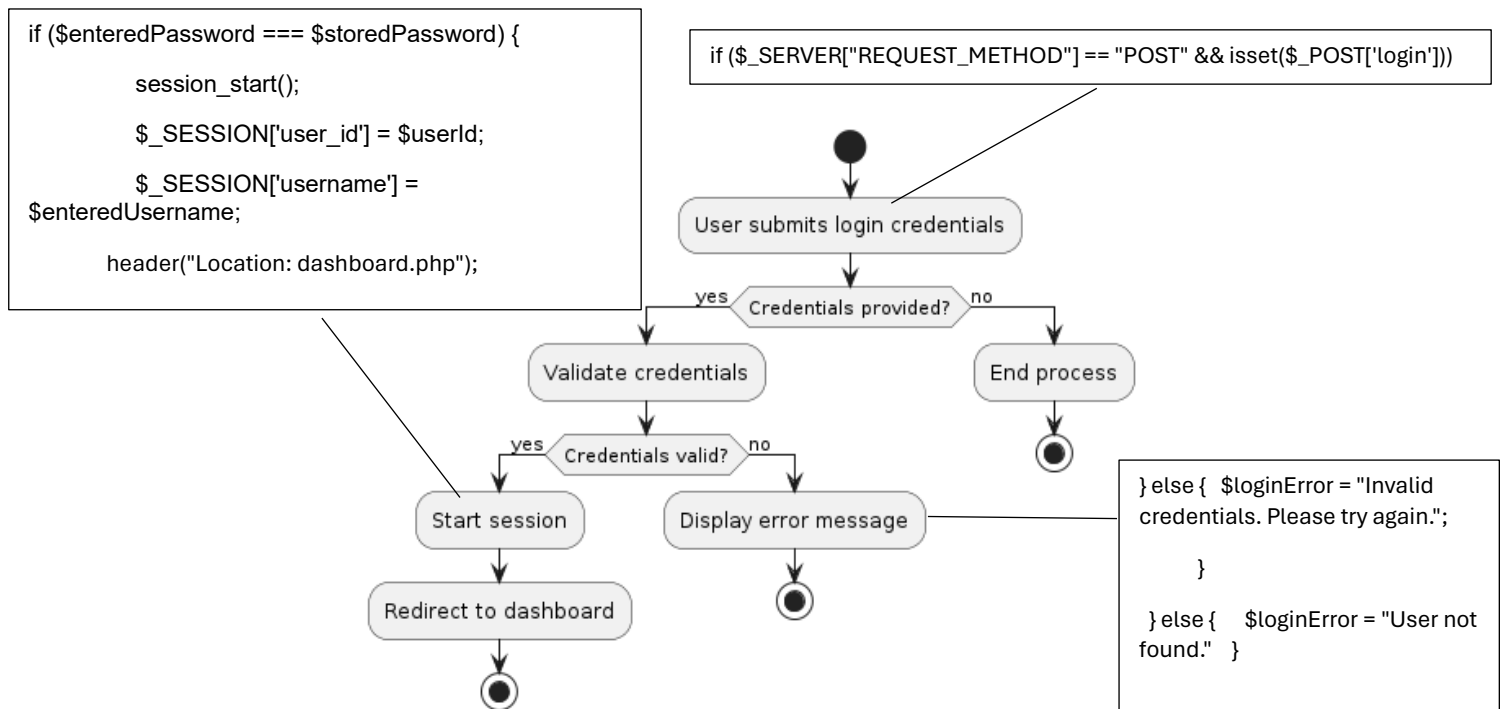 if ($enteredPassword === $storedPassword) {
session_start();
$_SESSION['user_id'] = $userId;
$_SESSION['username'] =
$enteredUsername;
header("Location: dashboard.php");
if ($_SERVER["REQUEST_METHOD"] == "POST" && isset($_POST['login']))
User submits login credentials
yes
Credentials provided?
no
Validate credentials
End process
yes
Credentials valid?
no
Start session
Display error message
Redirect to dashboard
} else { $loginError = "Invalid
credentials. Please try again.";
}
} else { $loginError = "User not
found." }